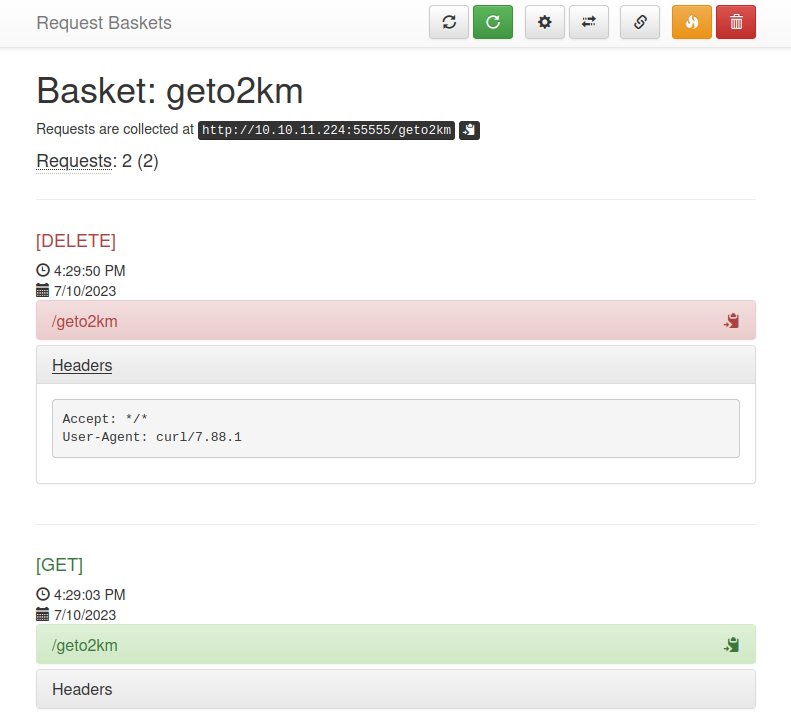 Request Baskets
Basket: geto2km
Requests are collected at http://10.10.11.224:55555/geto2km
Requests: 2 (2)
[DELETE]
4:29:50 PM
7/10/2023
/geto2km
Headers
Accept: */*
User-Agent: curl/7.88.1
[GET]
4:29:03 PM
7/10/2023
/geto2km
Headers